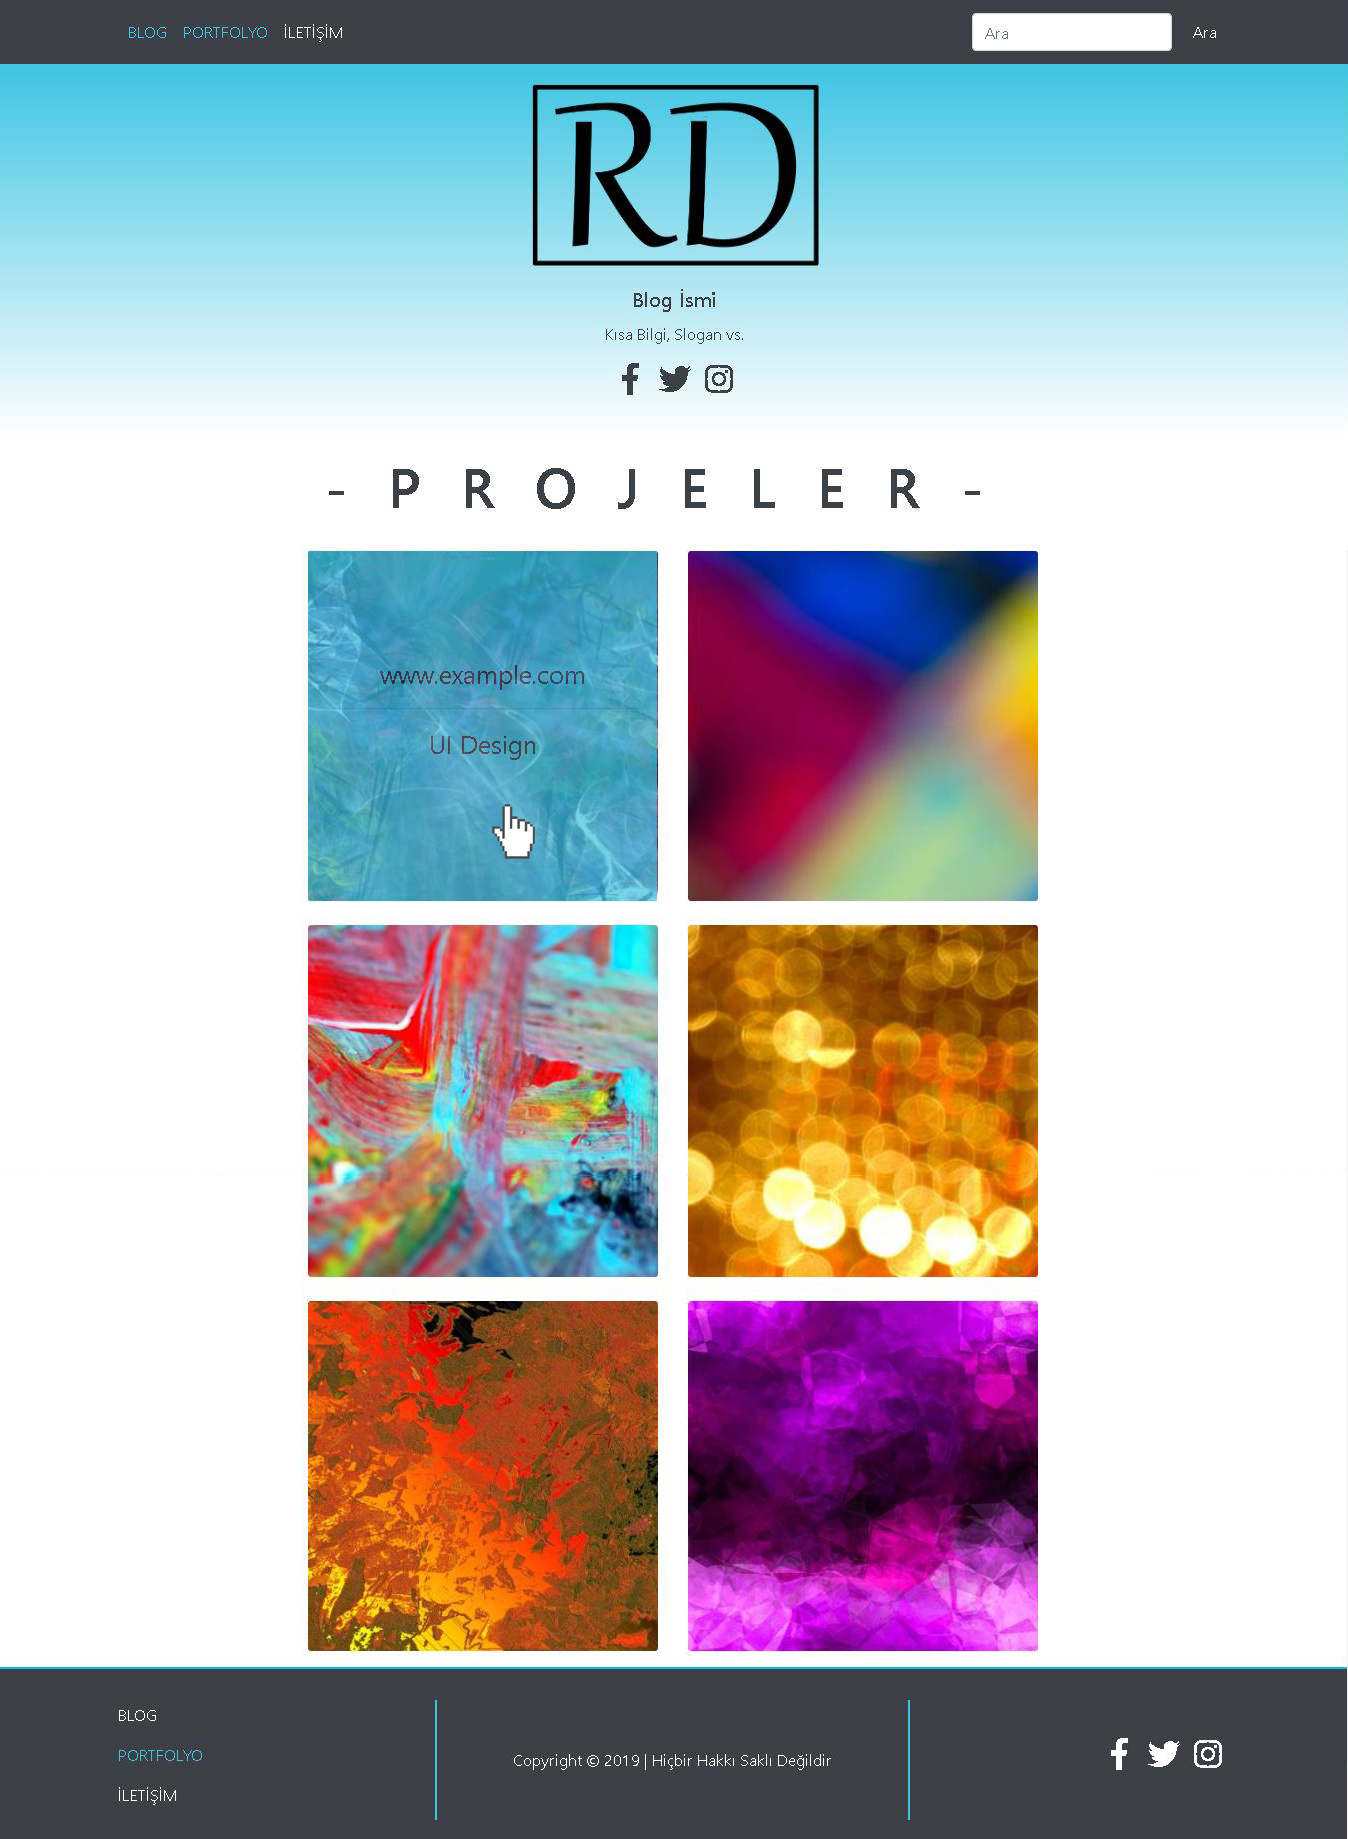 BLOG PORTFOLYO İLETİŞİM Ara Ara
RD
Blog İsmi
Kısa Bilgi, Slogan vs.
- P R O J E L E R -
www.example.com
UI Design
BLOG
PORTFOLYO
İLETİŞİM
Copyright © 2019 | Hiçbir Hakkı Saklı Değildir